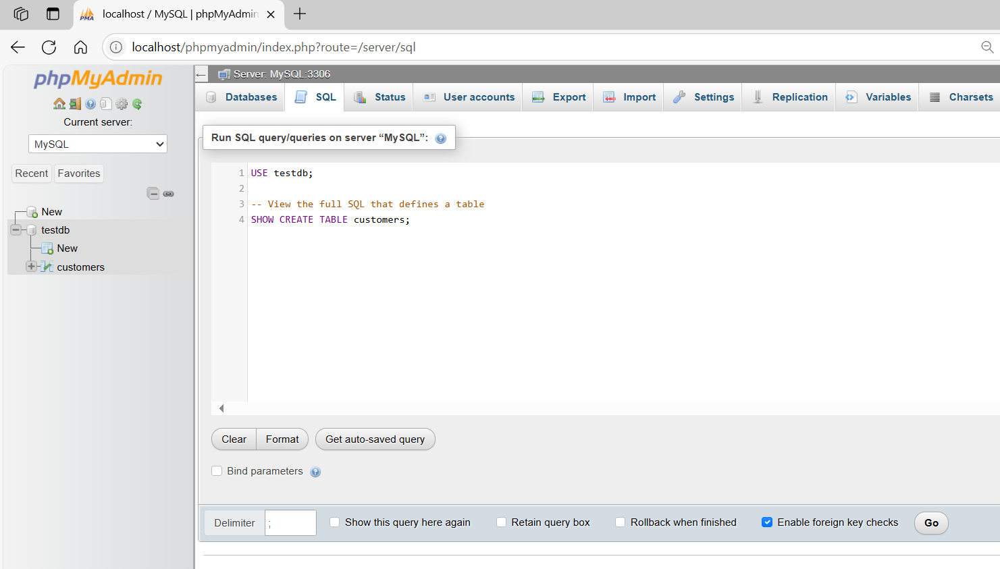 localhost / MySQL | phpMyAdmin
localhost/phpmyadmin/index.php?route=/server/sql
phpMyAdmin
Current server:
MySQL
Recent Favorites
New
testdb
New
customers
Server: MySQL:3306
Databases SQL Status User accounts Export Import Settings Replication Variables Charsets
Run SQL query/queries on server “MySQL”:
1 USE testdb;
2
3 -- View the full SQL that defines a table
4 SHOW CREATE TABLE customers;
Clear Format Get auto-saved query
Bind parameters
Delimiter ; Show this query here again Retain query box Rollback when finished Enable foreign key checks Go